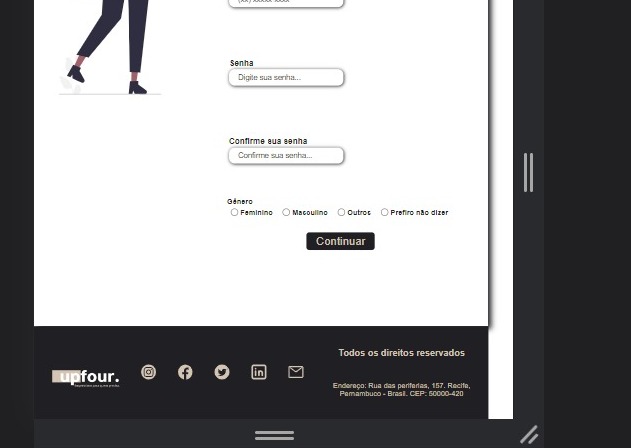 (xx) xxxxx-xxxx
Senha
Digite sua senha...
Confirme sua senha
Confirme sua senha...
Gênero
Feminino Masculino Outros Prefiro não dizer
Continuar
Todos os direitos reservados
upfour.
Endereço: Rua das periferias, 157. Recife,
Pernambuco - Brasil. CEP: 50000-420